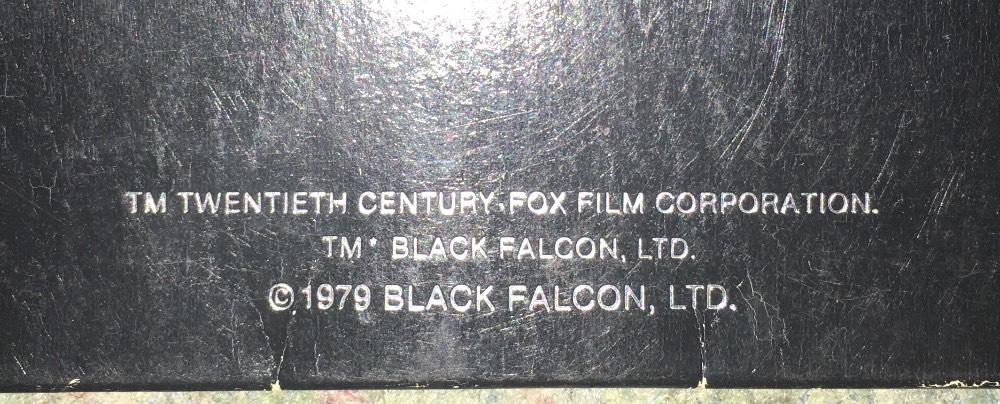 TM TWENTIETH CENTURY-FOX FILM CORPORATION.
TM* BLACK FALCON, LTD.
© 1979 BLACK FALCON, LTD.